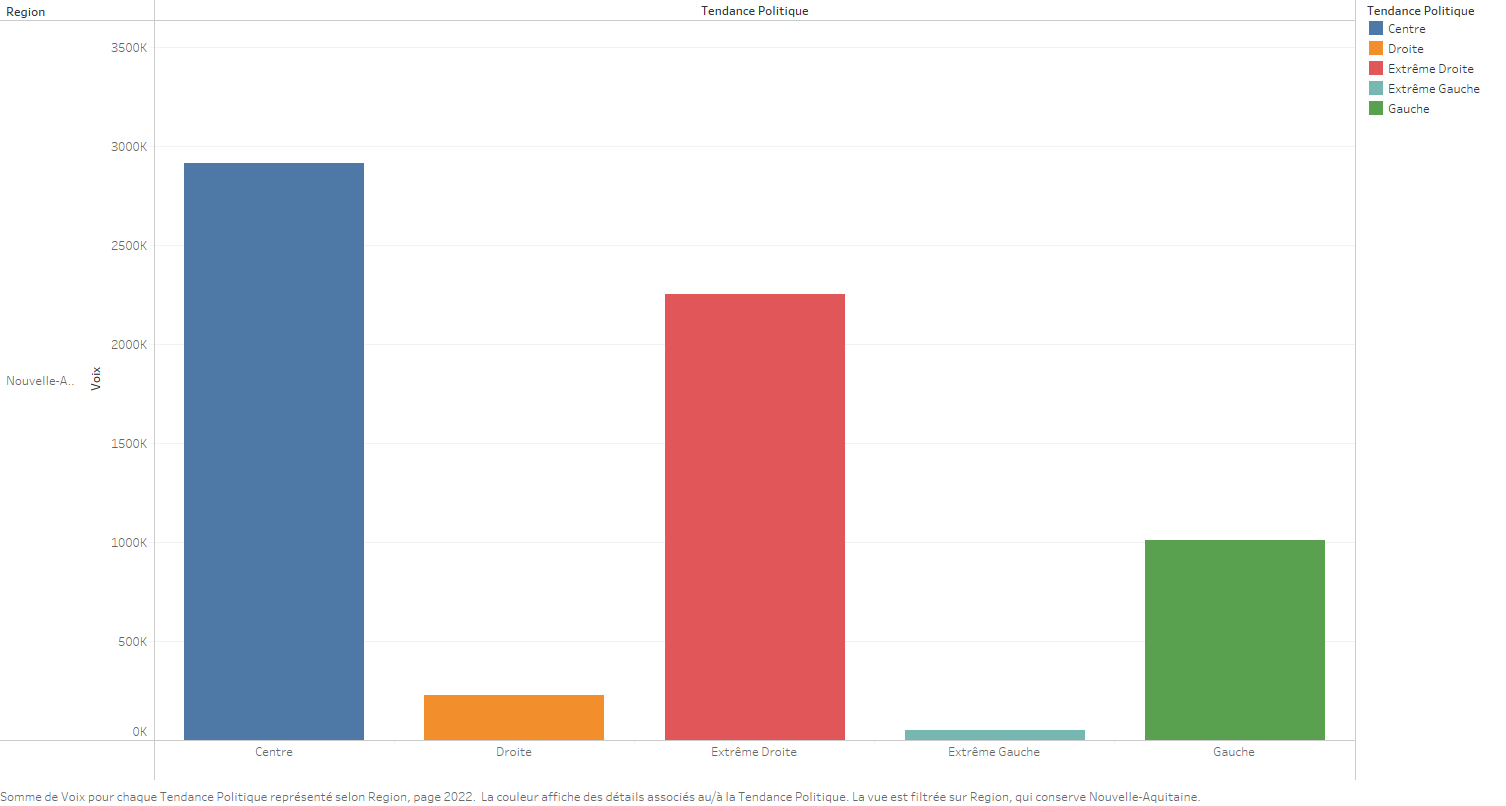 Region
Tendance Politique
Tendance Politique
Centre
Droite
Extrême Droite
Extrême Gauche
Gauche
3500K
3000K
2500K
2000K
1500K
1000K
500K
0K
Voix
Nouvelle-A..
Centre
Droite
Extrême Droite
Extrême Gauche
Gauche
Somme de Voix pour chaque Tendance Politique représenté selon Region, page 2022. La couleur affiche des détails associés au/à la Tendance Politique. La vue est filtrée sur Region, qui conserve Nouvelle-Aquitaine.